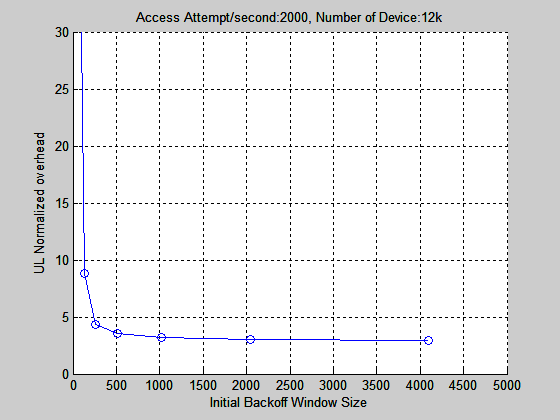 Access Attempt/second:2000, Number of Device:12k
30
25
20
15
10
5
0
UL Normalized overhead
0 500 1000 1500 2000 2500 3000 3500 4000 4500 5000
Initial Backoff Window Size